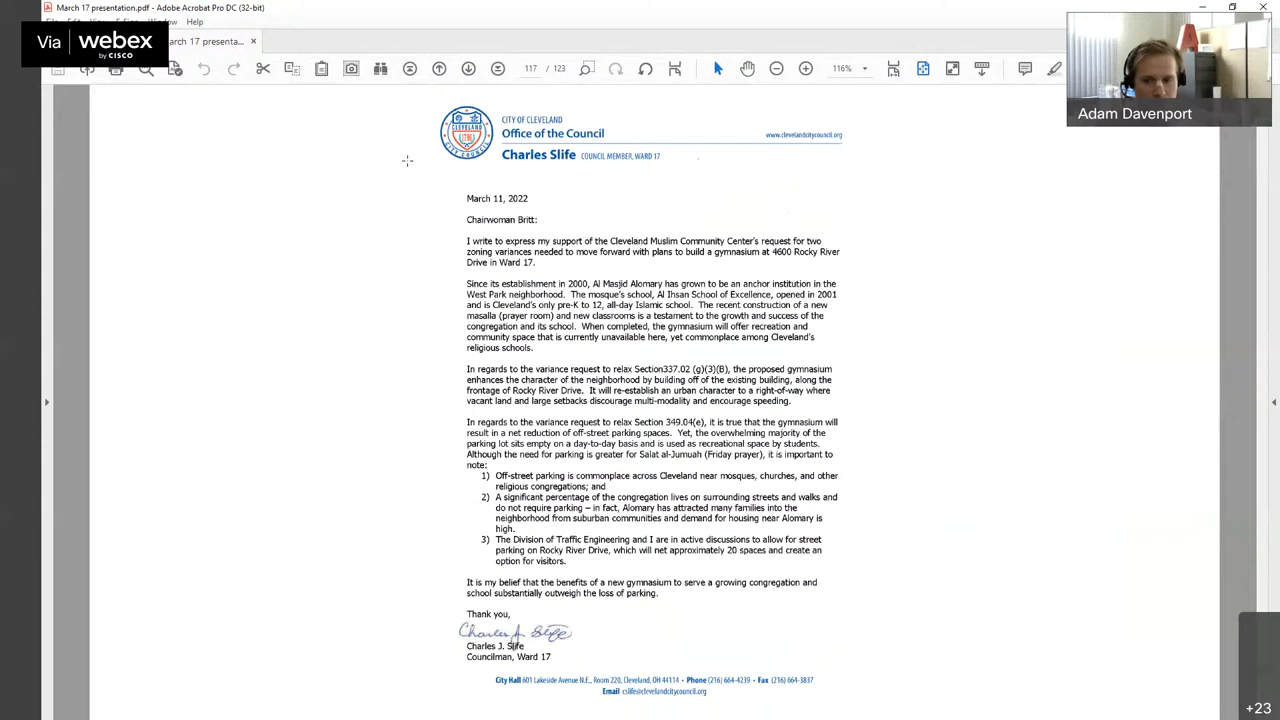 March 17 presentation.pdf - Adobe Acrobat Pro DC (32-bit)
Window Help
Via webex
by CISCO
arch 17 presenta...
117 / 123
116%
Adam Davenport
CLEVELAND
CITY COUNCIL
CITY OF CLEVELAND
Office of the Council
www.clevelandcitycouncil.org
Charles Slife COUNCIL MEMBER, WARD 17
March 11, 2022
Chairwoman Britt:
I write to express my support of the Cleveland Muslim Community Center's request for two
zoning variances needed to move forward with plans to build a gymnasium at 4600 Rocky River
Drive in Ward 17.
Since its establishment in 2000, Al Masjid Alomary has grown to be an anchor institution in the
West Park neighborhood. The mosque's school, Al Ihsan School of Excellence, opened in 2001
and is Cleveland's only pre-K to 12, all-day Islamic school. The recent construction of a new
masalla (prayer room) and new classrooms is a testament to the growth and success of the
congregation and its school. When completed, the gymnasium will offer recreation and
community space that is currently unavailable here, yet commonplace among Cleveland's
religious schools.
In regards to the variance request to relax Section337.02 (g)(3)(B), the proposed gymnasium
enhances the character of the neighborhood by building off of the existing building, along the
frontage of Rocky River Drive. It will re-establish an urban character to a right-of-way where
vacant land and large setbacks discourage multi-modality and encourage speeding.
In regards to the variance request to relax Section 349.04(e), it is true that the gymnasium will
result in a net reduction of off-street parking spaces. Yet, the overwhelming majority of the
parking lot sits empty on a day-to-day basis and is used as recreational space by students.
Although the need for parking is greater for Salat al-Jumuah (Friday prayer), it is important to
note:
1) Off-street parking is commonplace across Cleveland near mosques, churches, and other
religious congregations; and
2) A significant percentage of the congregation lives on surrounding streets and walks and
do not require parking – in fact, Alomary has attracted many families into the
neighborhood from suburban communities and demand for housing near Alomary is
high.
3) The Division of Traffic Engineering and I are in active discussions to allow for street
parking on Rocky River Drive, which will net approximately 20 spaces and create an
option for visitors.
It is my belief that the benefits of a new gymnasium to serve a growing congregation and
school substantially outweigh the loss of parking.
Thank you,
Charles J. Slife
Charles J. Slife
Councilman, Ward 17
City Hall 601 Lakeside Avenue N.E., Room 220, Cleveland, OH 44114 • Phone (216) 664-4239 • Fax (216) 664-3837
Email cslife@clevelandcitycouncil.org
+23